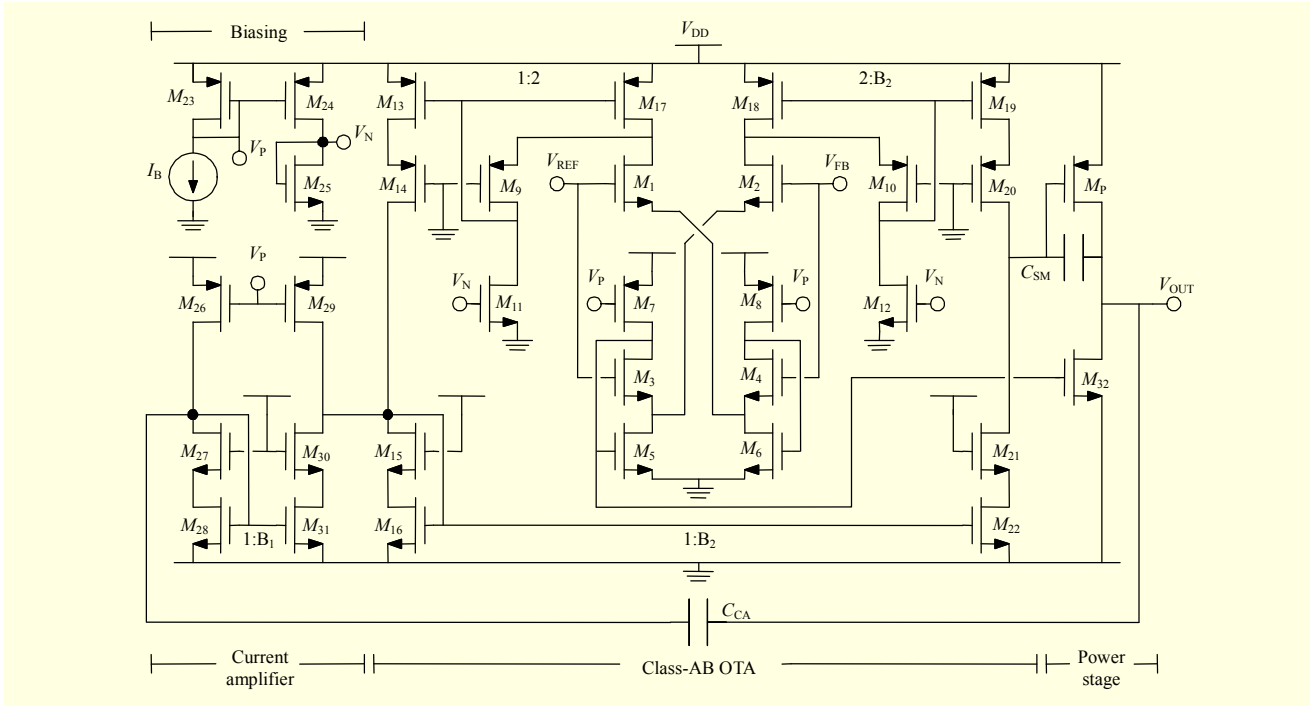 Biasing
V_DD
1:2
2:B_2
M_23
M_24
M_13
M_17
M_18
M_19
V_P
V_N
V_REF
V_FB
I_B
M_25
M_14
M_9
M_1
M_2
M_10
M_20
M_P
V_P
C_SM
M_26
M_29
V_N
M_11
V_P
M_7
M_8
V_P
M_12
V_N
V_OUT
M_3
M_4
M_32
M_27
M_30
M_15
M_5
M_6
M_21
M_28
M_31
M_16
M_22
1:B_1
1:B_2
C_CA
Current
amplifier
Class-AB OTA
Power
stage